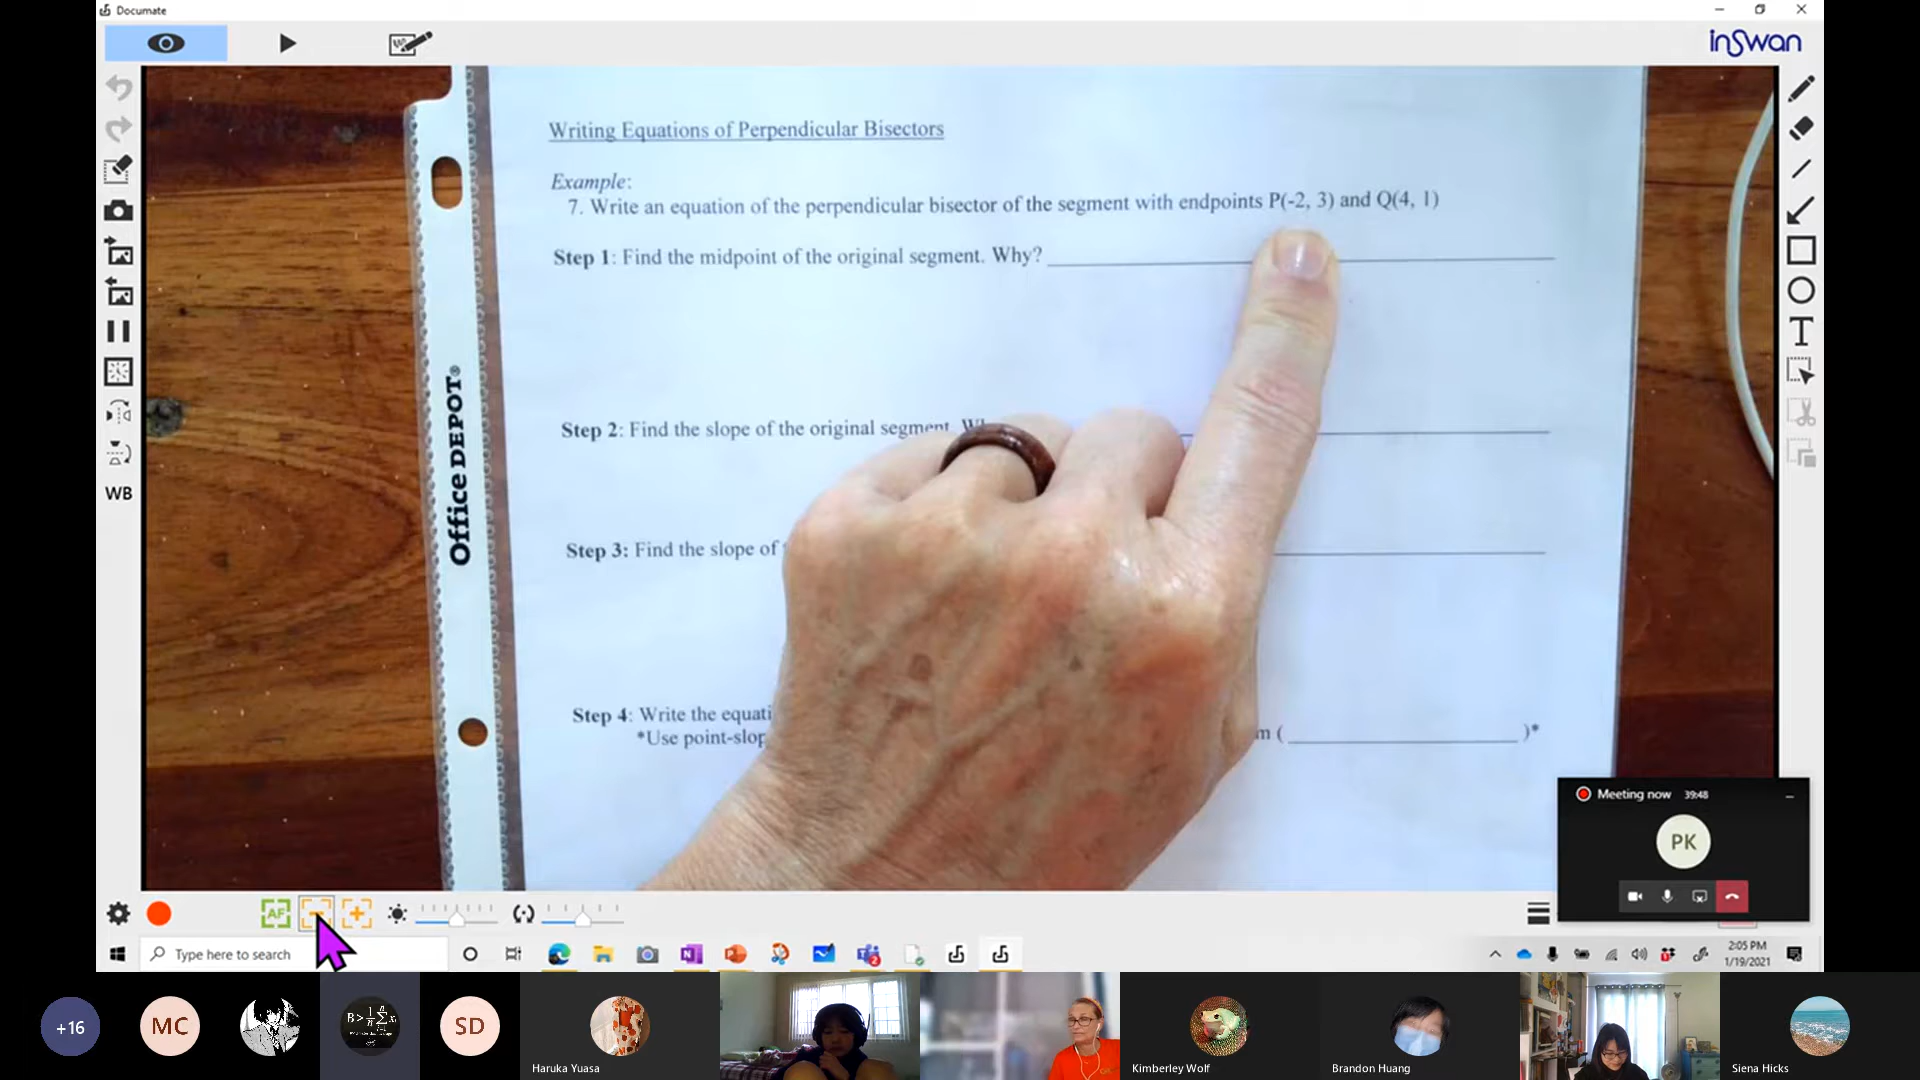 Documate
inSwan
Writing Equations of Perpendicular Bisectors
Example:
7. Write an equation of the perpendicular bisector of the segment with endpoints P(-2, 3) and Q(4, 1)
Step 1: Find the midpoint of the original segment. Why?
Step 2: Find the slope of the original segment.
Step 3: Find the slope of
Step 4: Write the equati
*Use point-slop
m ( )*
Office DEPOT®
WB
T
AF
Meeting now 39:48
PK
Type here to search
2:05 PM
1/19/2021
+16
MC
SD
Haruka Yuasa
Kimberley Wolf
Brandon Huang
Siena Hicks